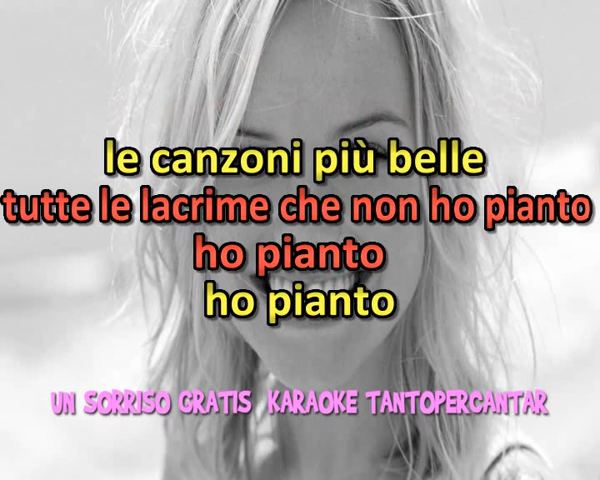 le canzoni più belle
tutte le lacrime che non ho pianto
ho pianto
ho pianto
UN SORRISO GRATIS KARAOKE TANTOPERCANTAR